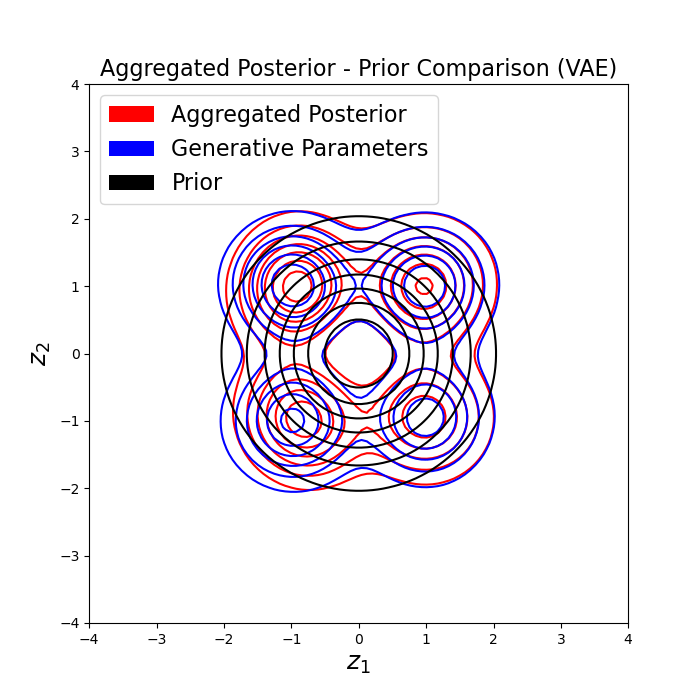 Aggregated Posterior - Prior Comparison (VAE)
Aggregated Posterior
Generative Parameters
Prior
4
3
2
1
0
−1
−2
−3
−4
z₂
−4 −3 −2 −1 0 1 2 3 4
z₁